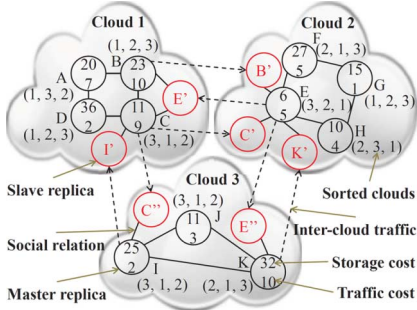 Cloud 1
Cloud 2
(1, 2, 3)
F
(2, 1, 3)
20
7
B
23
10
A
(1, 3, 2)
E'
B'
27
5
15
1
G
(1, 2, 3)
36
2
D
(1, 2, 3)
11
9
C
(3, 1, 2)
I'
6
5
E
(3, 2, 1)
C'
K'
10
4
H
(2, 3, 1)
Slave replica
Sorted clouds
Cloud 3
(3, 1, 2)
C''
11
3
J
E''
Social relation
Inter-cloud traffic
25
2
I
(3, 1, 2)
K
(2, 1, 3)
32
10
Storage cost
Master replica
Traffic cost